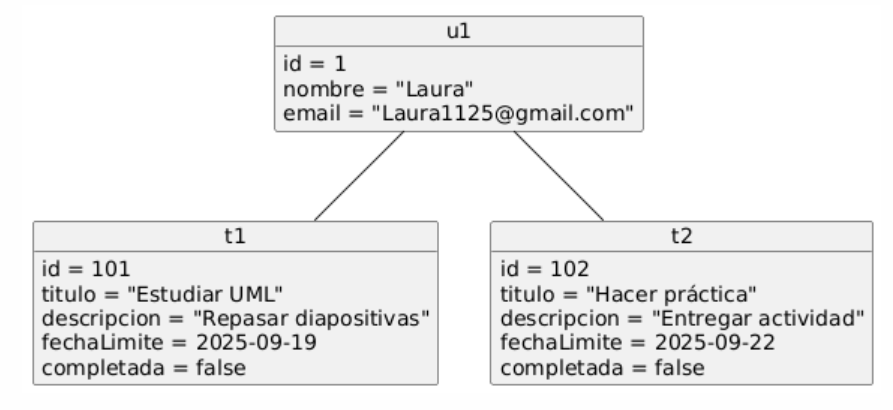 u1
id = 1
nombre = "Laura"
email = "Laura1125@gmail.com"
t1
id = 101
titulo = "Estudiar UML"
descripcion = "Repasar diapositivas"
fechaLimite = 2025-09-19
completada = false
t2
id = 102
titulo = "Hacer práctica"
descripcion = "Entregar actividad"
fechaLimite = 2025-09-22
completada = false